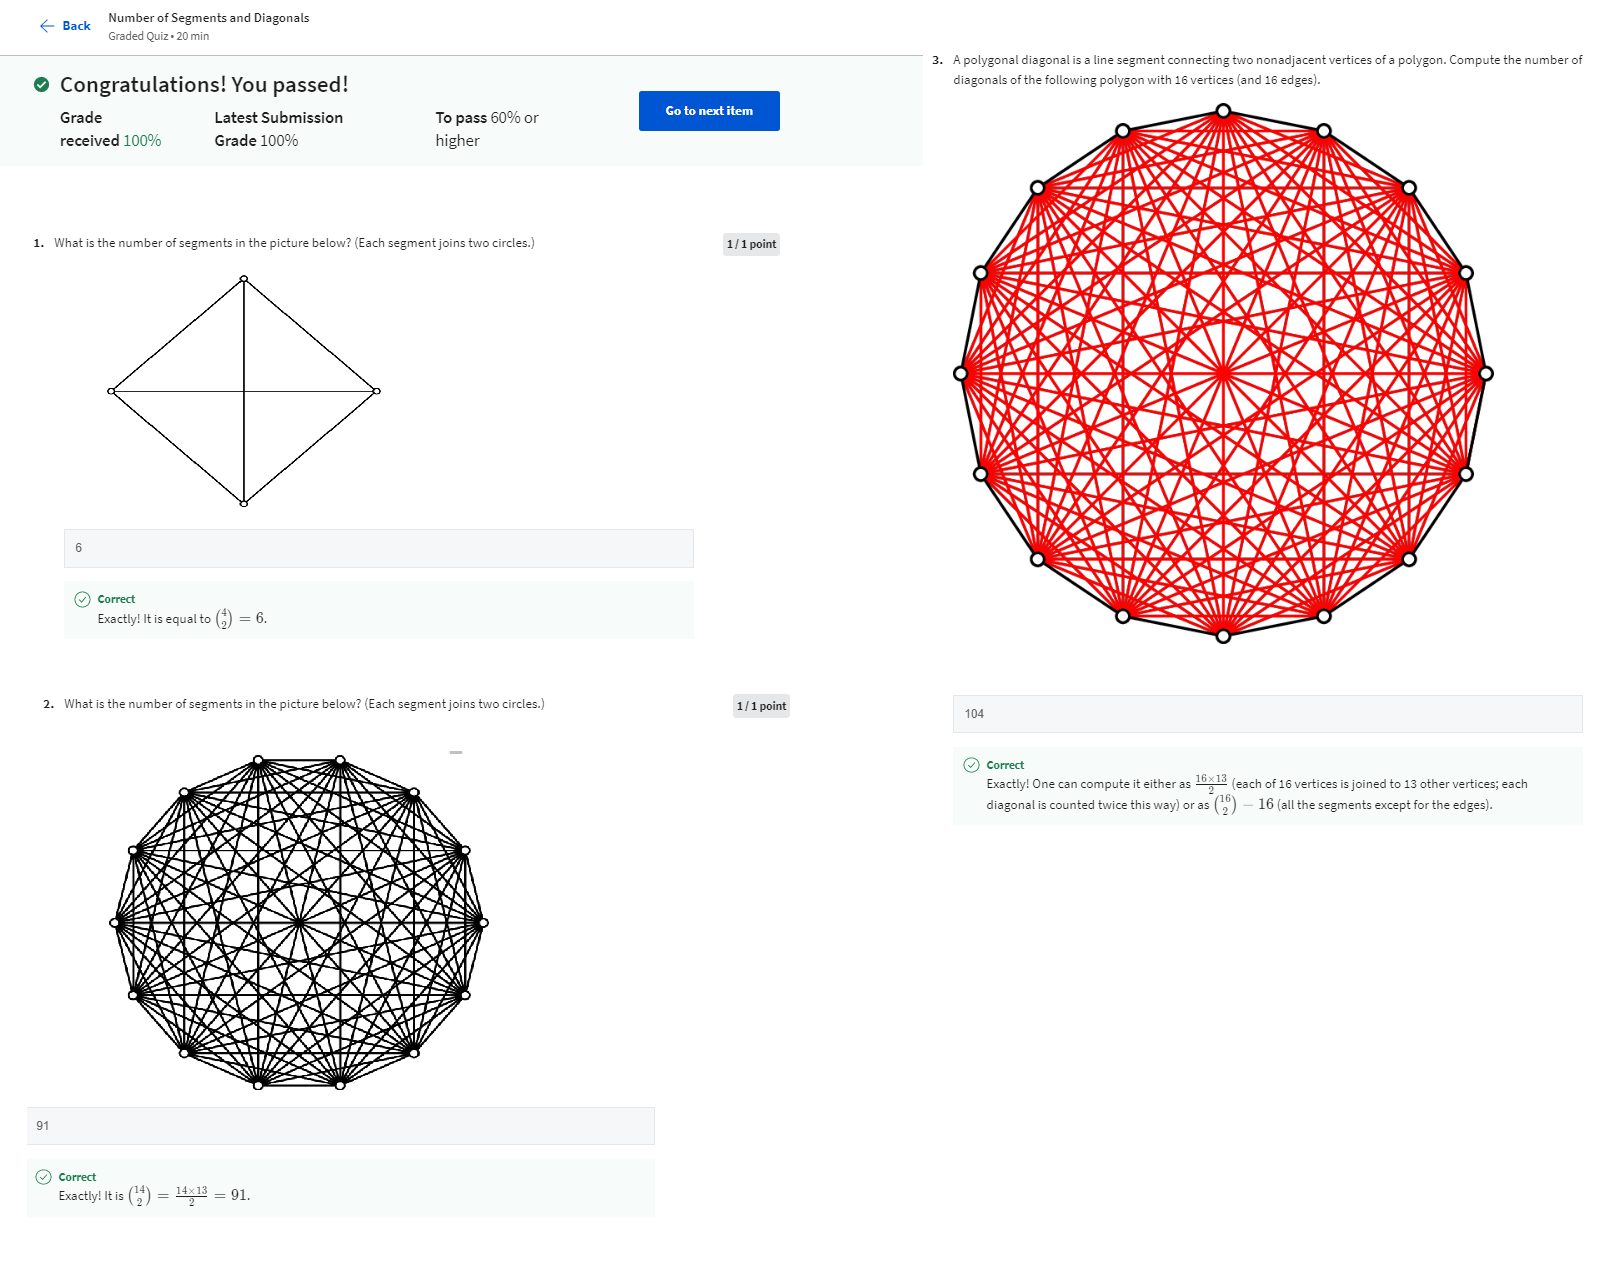 Back
Number of Segments and Diagonals
Graded Quiz • 20 min
Congratulations! You passed!
Grade
received 100%
Latest Submission
Grade 100%
To pass 60% or
higher
Go to next item
1. What is the number of segments in the picture below? (Each segment joins two circles.)
1 / 1 point
6
Correct
Exactly! It is equal to (4 2) = 6.
2. What is the number of segments in the picture below? (Each segment joins two circles.)
1 / 1 point
91
Correct
Exactly! It is (14 2) = 14×13/2 = 91.
3. A polygonal diagonal is a line segment connecting two nonadjacent vertices of a polygon. Compute the number of
diagonals of the following polygon with 16 vertices (and 16 edges).
104
Correct
Exactly! One can compute it either as 16×13/2 (each of 16 vertices is joined to 13 other vertices; each
diagonal is counted twice this way) or as (16 2) − 16 (all the segments except for the edges).